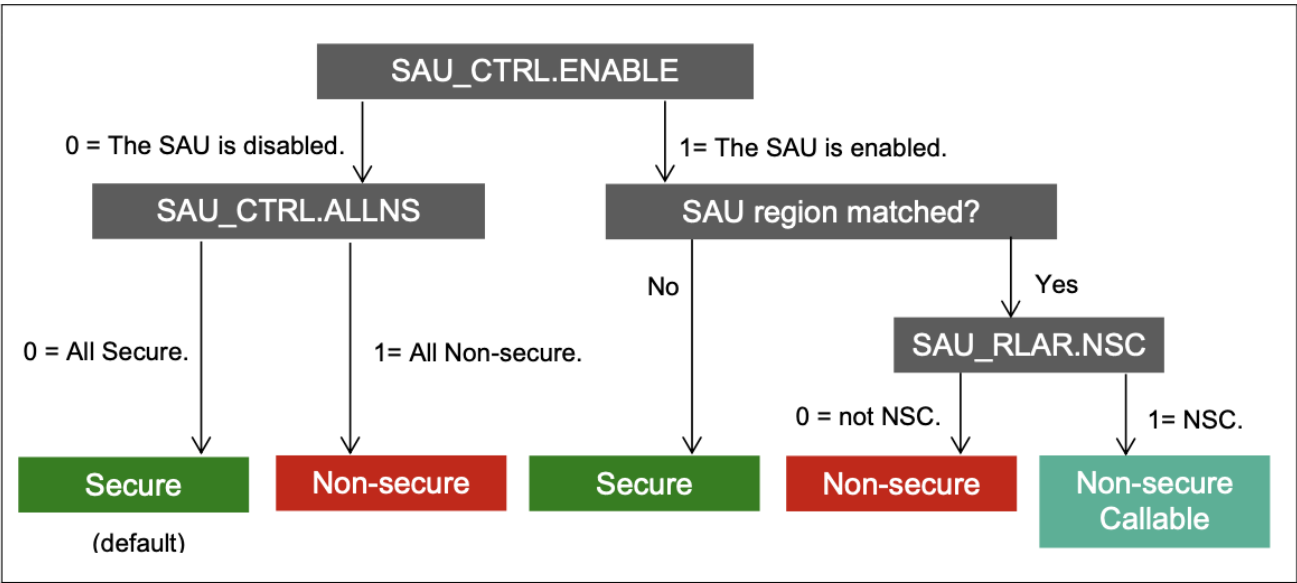 SAU_CTRL.ENABLE
0 = The SAU is disabled.
1= The SAU is enabled.
SAU_CTRL.ALLNS
SAU region matched?
No
Yes
0 = All Secure.
1= All Non-secure.
SAU_RLAR.NSC
0 = not NSC.
1= NSC.
Secure
Non-secure
Secure
Non-secure
Non-secure
Callable
(default)